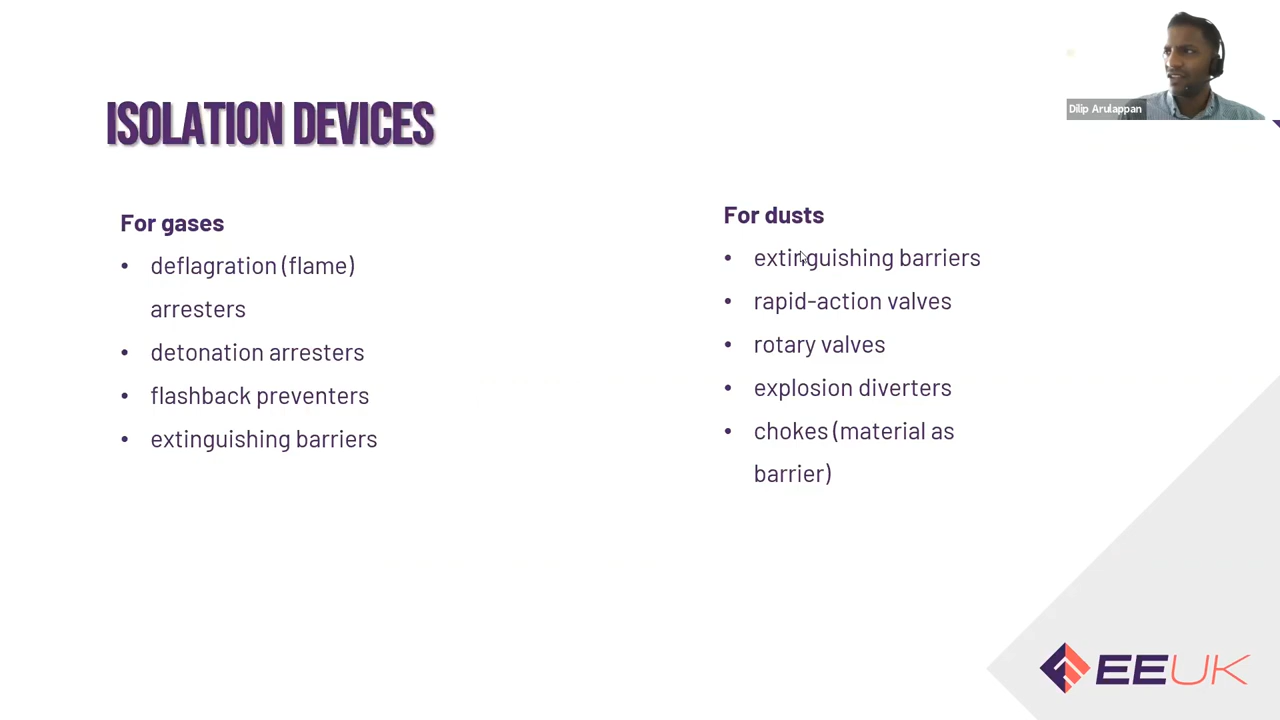 Dilip Arulappan
ISOLATION DEVICES
For gases
• deflagration (flame)
arresters
• detonation arresters
• flashback preventers
• extinguishing barriers
For dusts
• extinguishing barriers
• rapid-action valves
• rotary valves
• explosion diverters
• chokes (material as
barrier)
EEUK